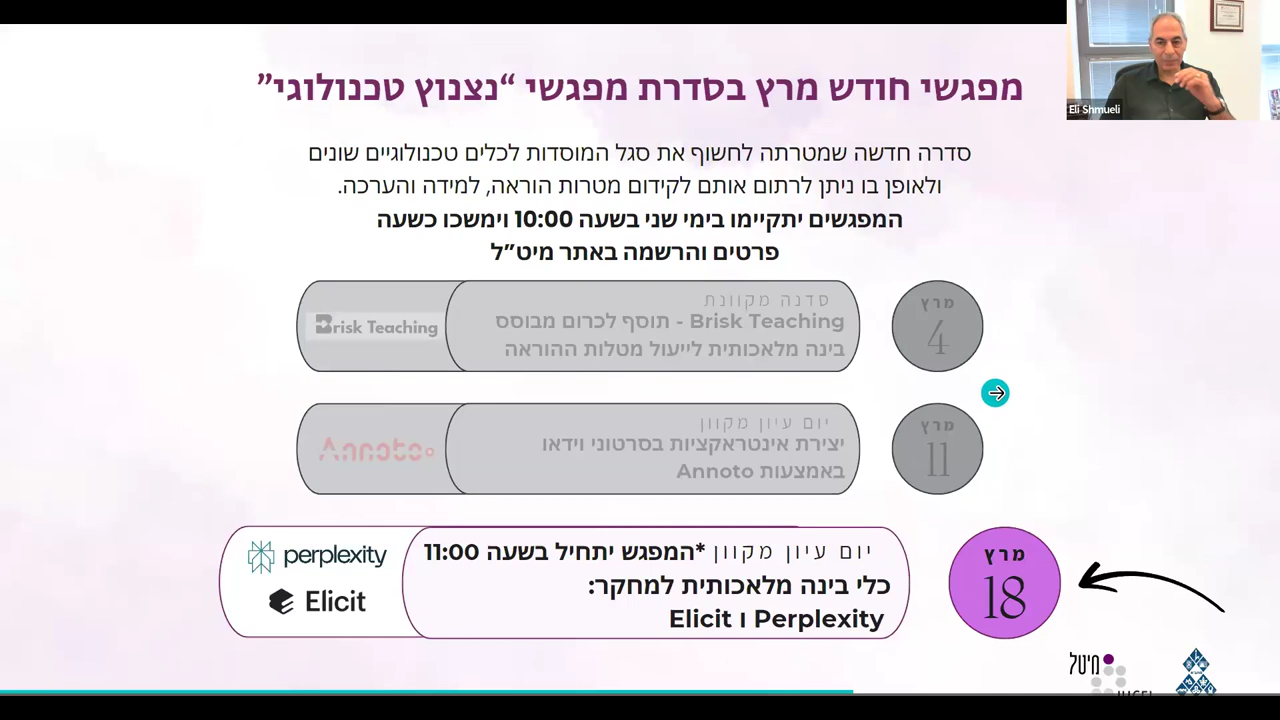 מפגשי חודש מרץ בסדרת מפגשי “נצנוץ טכנולוגי”
Eli Shmueli
סדרה חדשה שמטרתה לחשוף את סגל המוסדות לכלים טכנולוגיים שונים
ולאופן בו ניתן לרתום אותם לקידום מטרות הוראה, למידה והערכה.
המפגשים יתקיימו בימי שני בשעה 10:00 וימשכו כשעה
פרטים והרשמה באתר מיט”ל
מרץ
4
סדנה מקוונת
Brisk Teaching - תוסף לכרום מבוסס
בינה מלאכותית לייעול מטלות ההוראה
Brisk Teaching
מרץ
11
יום עיון מקוון
יצירת אינטראקציות בסרטוני וידאו
באמצעות Annoto
Annoto
מרץ
18
יום עיון מקוון *המפגש יתחיל בשעה 11:00
כלי בינה מלאכותית למחקר:
Perplexity ו Elicit
perplexity
Elicit
מיטל